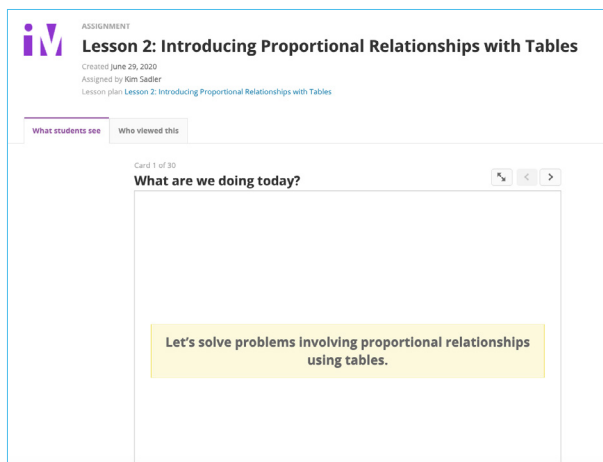 iM
ASSIGNMENT
Lesson 2: Introducing Proportional Relationships with Tables
Created June 29, 2020
Assigned by Kim Sadler
Lesson plan Lesson 2: Introducing Proportional Relationships with Tables
What students see
Who viewed this
Card 1 of 30
What are we doing today?
Let's solve problems involving proportional relationships
using tables.